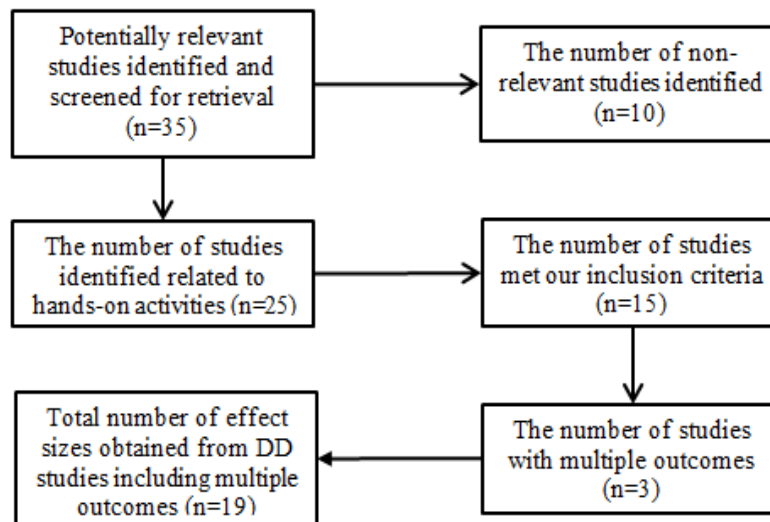 Potentially relevant
studies identified and
screened for retrieval
(n=35)
The number of non-
relevant studies identified
(n=10)
The number of studies
identified related to
hands-on activities (n=25)
The number of studies
met our inclusion criteria
(n=15)
Total number of effect
sizes obtained from DD
studies including multiple
outcomes (n=19)
The number of studies
with multiple outcomes
(n=3)